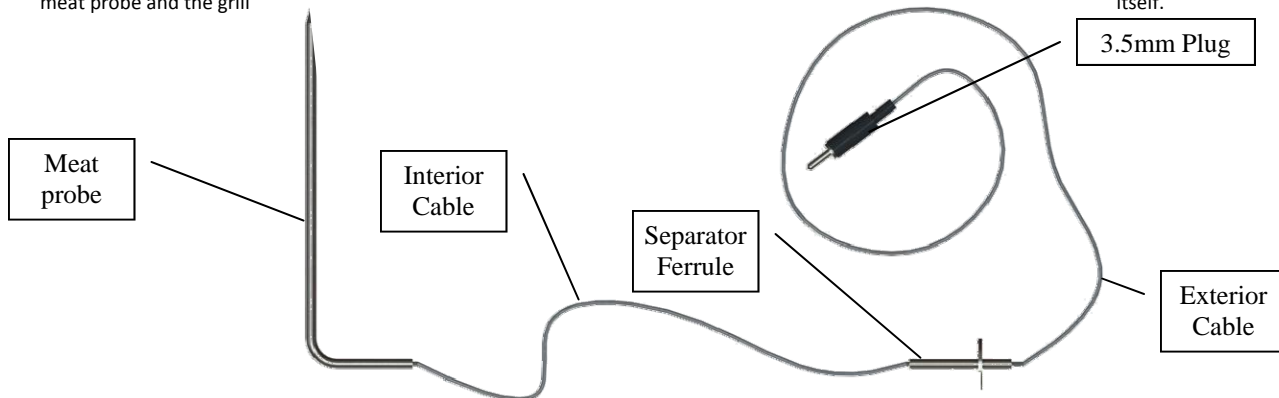 meat probe and the grill
itself.
3.5mm Plug
Meat
probe
Interior
Cable
Separator
Ferrule
Exterior
Cable